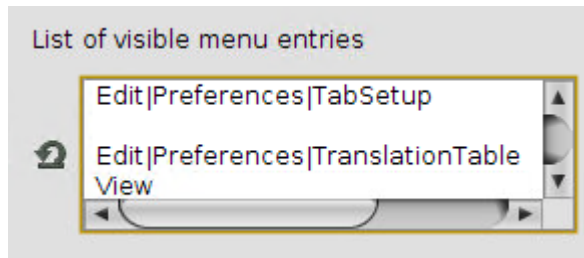 List of visible menu entries
Edit|Preferences|TabSetup
Edit|Preferences|TranslationTable
View